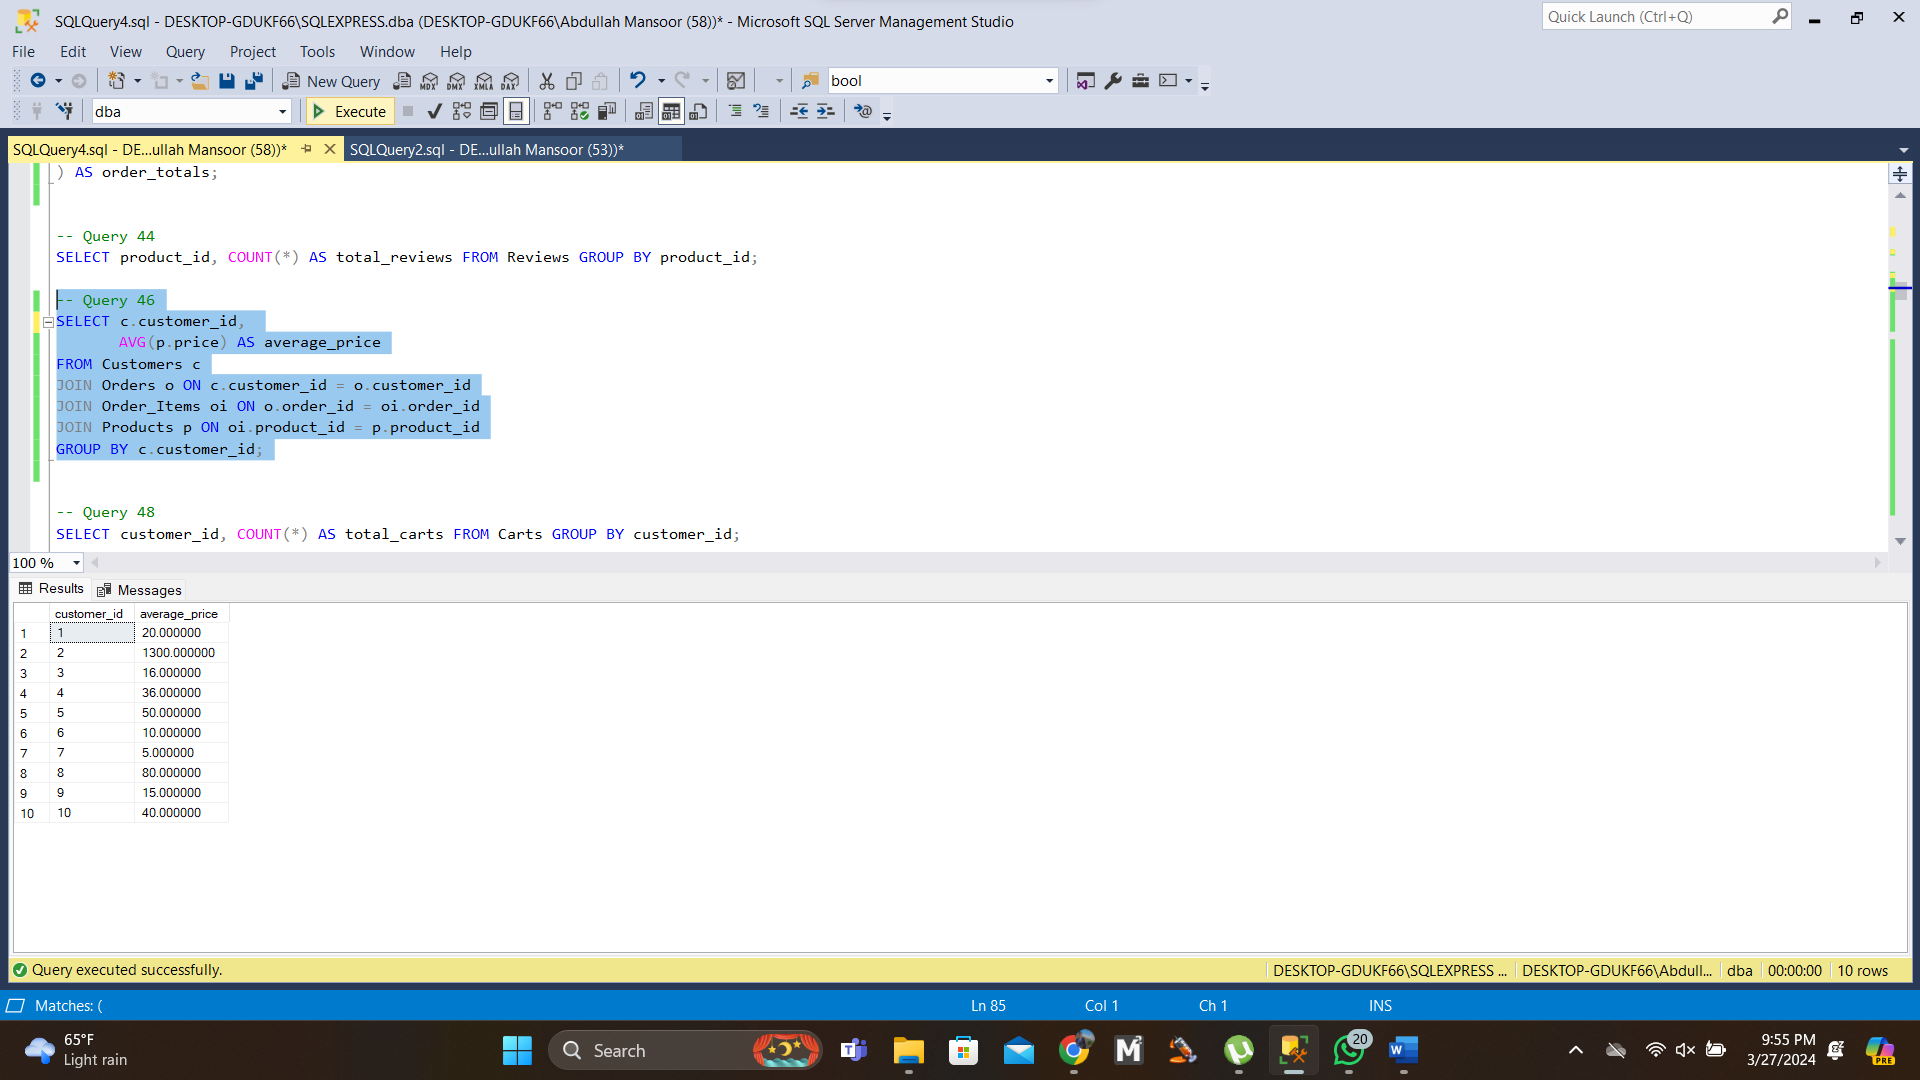 SQLQuery4.sql - DESKTOP-GDUKF66\SQLEXPRESS.dba (DESKTOP-GDUKF66\Abdullah Mansoor (58))* - Microsoft SQL Server Management Studio
Quick Launch (Ctrl+Q)
File Edit View Query Project Tools Window Help
New Query
MDX DMX XMLA DAX
bool
dba
Execute
SQLQuery4.sql - DE...ullah Mansoor (58))*
SQLQuery2.sql - DE...ullah Mansoor (53))*
) AS order_totals;
-- Query 44
SELECT product_id, COUNT(*) AS total_reviews FROM Reviews GROUP BY product_id;
-- Query 46
SELECT c.customer_id,
AVG(p.price) AS average_price
FROM Customers c
JOIN Orders o ON c.customer_id = o.customer_id
JOIN Order_Items oi ON o.order_id = oi.order_id
JOIN Products p ON oi.product_id = p.product_id
GROUP BY c.customer_id;
-- Query 48
SELECT customer_id, COUNT(*) AS total_carts FROM Carts GROUP BY customer_id;
100 %
Results Messages
customer_id average_price
1 1 20.000000
2 2 1300.000000
3 3 16.000000
4 4 36.000000
5 5 50.000000
6 6 10.000000
7 7 5.000000
8 8 80.000000
9 9 15.000000
10 10 40.000000
Query executed successfully.
DESKTOP-GDUKF66\SQLEXPRESS ... DESKTOP-GDUKF66\Abdull... dba 00:00:00 10 rows
Matches: (
Ln 85 Col 1 Ch 1 INS
65°F
Light rain
Search
20
9:55 PM
3/27/2024
PRE